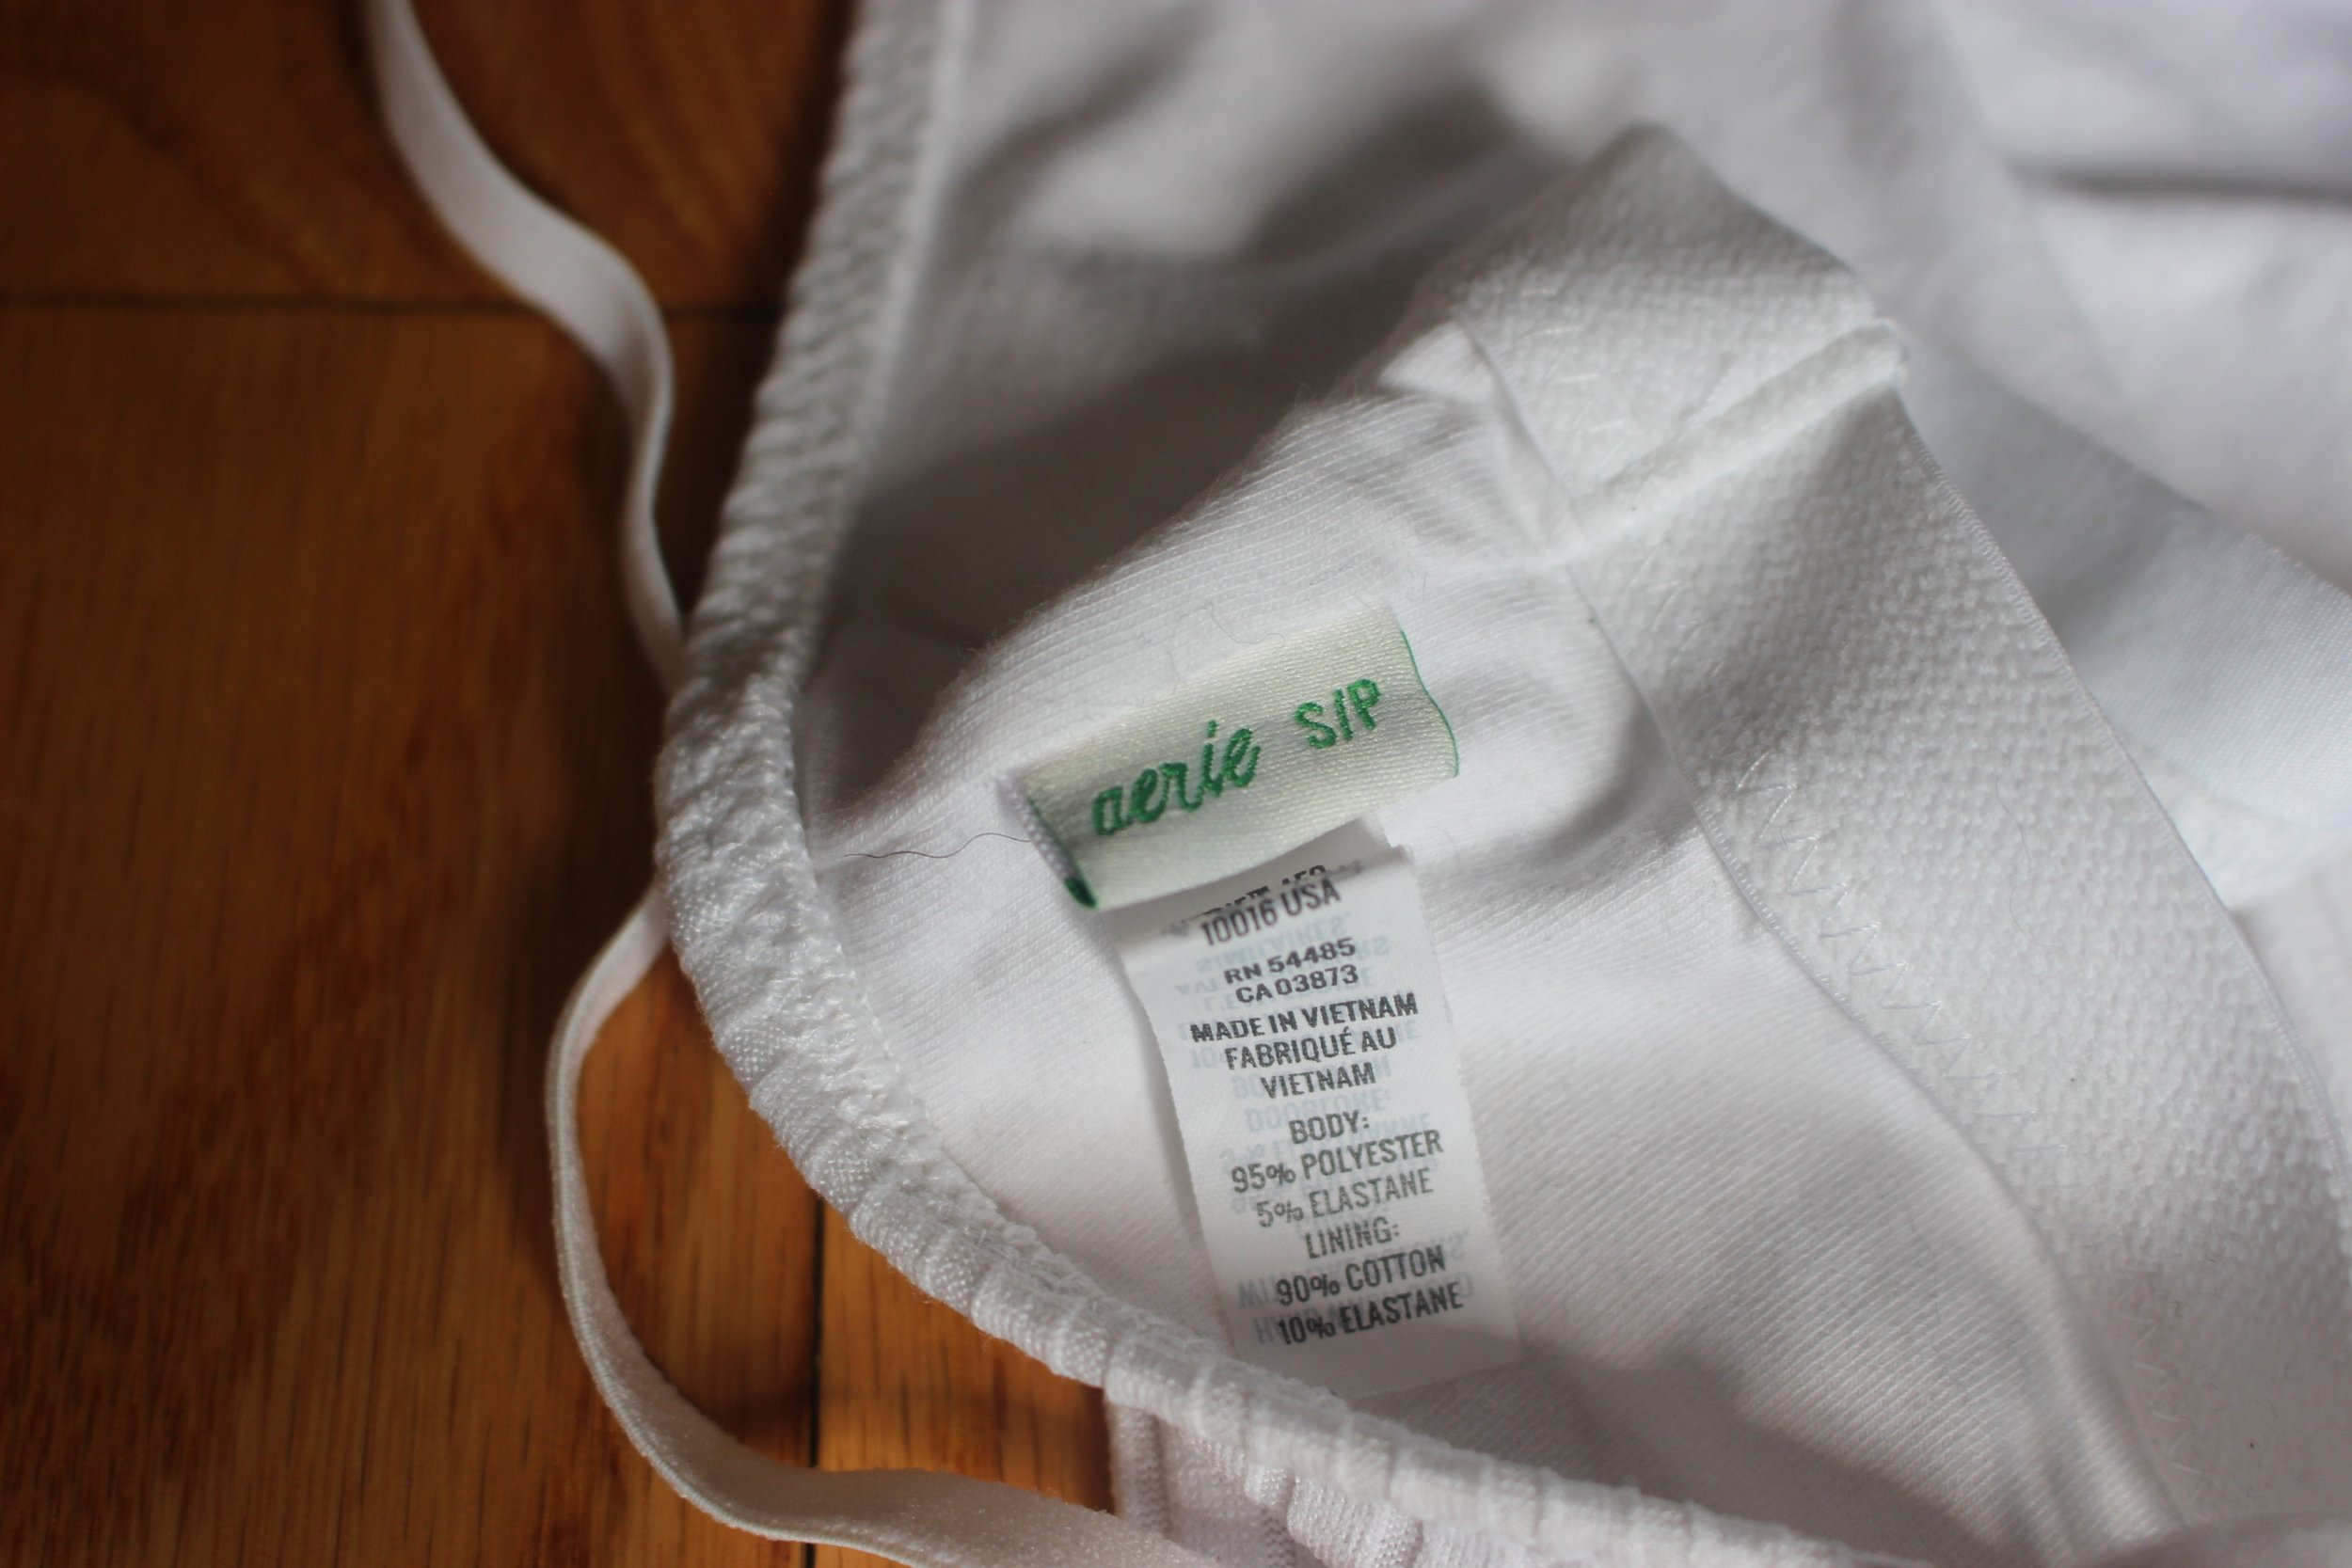 aerie S/P
10016 USA
RN 54485
CA 03873
MADE IN VIETNAM
FABRIQUÉ AU
VIETNAM
BODY:
95% POLYESTER
5% ELASTANE
LINING:
90% COTTON
10% ELASTANE